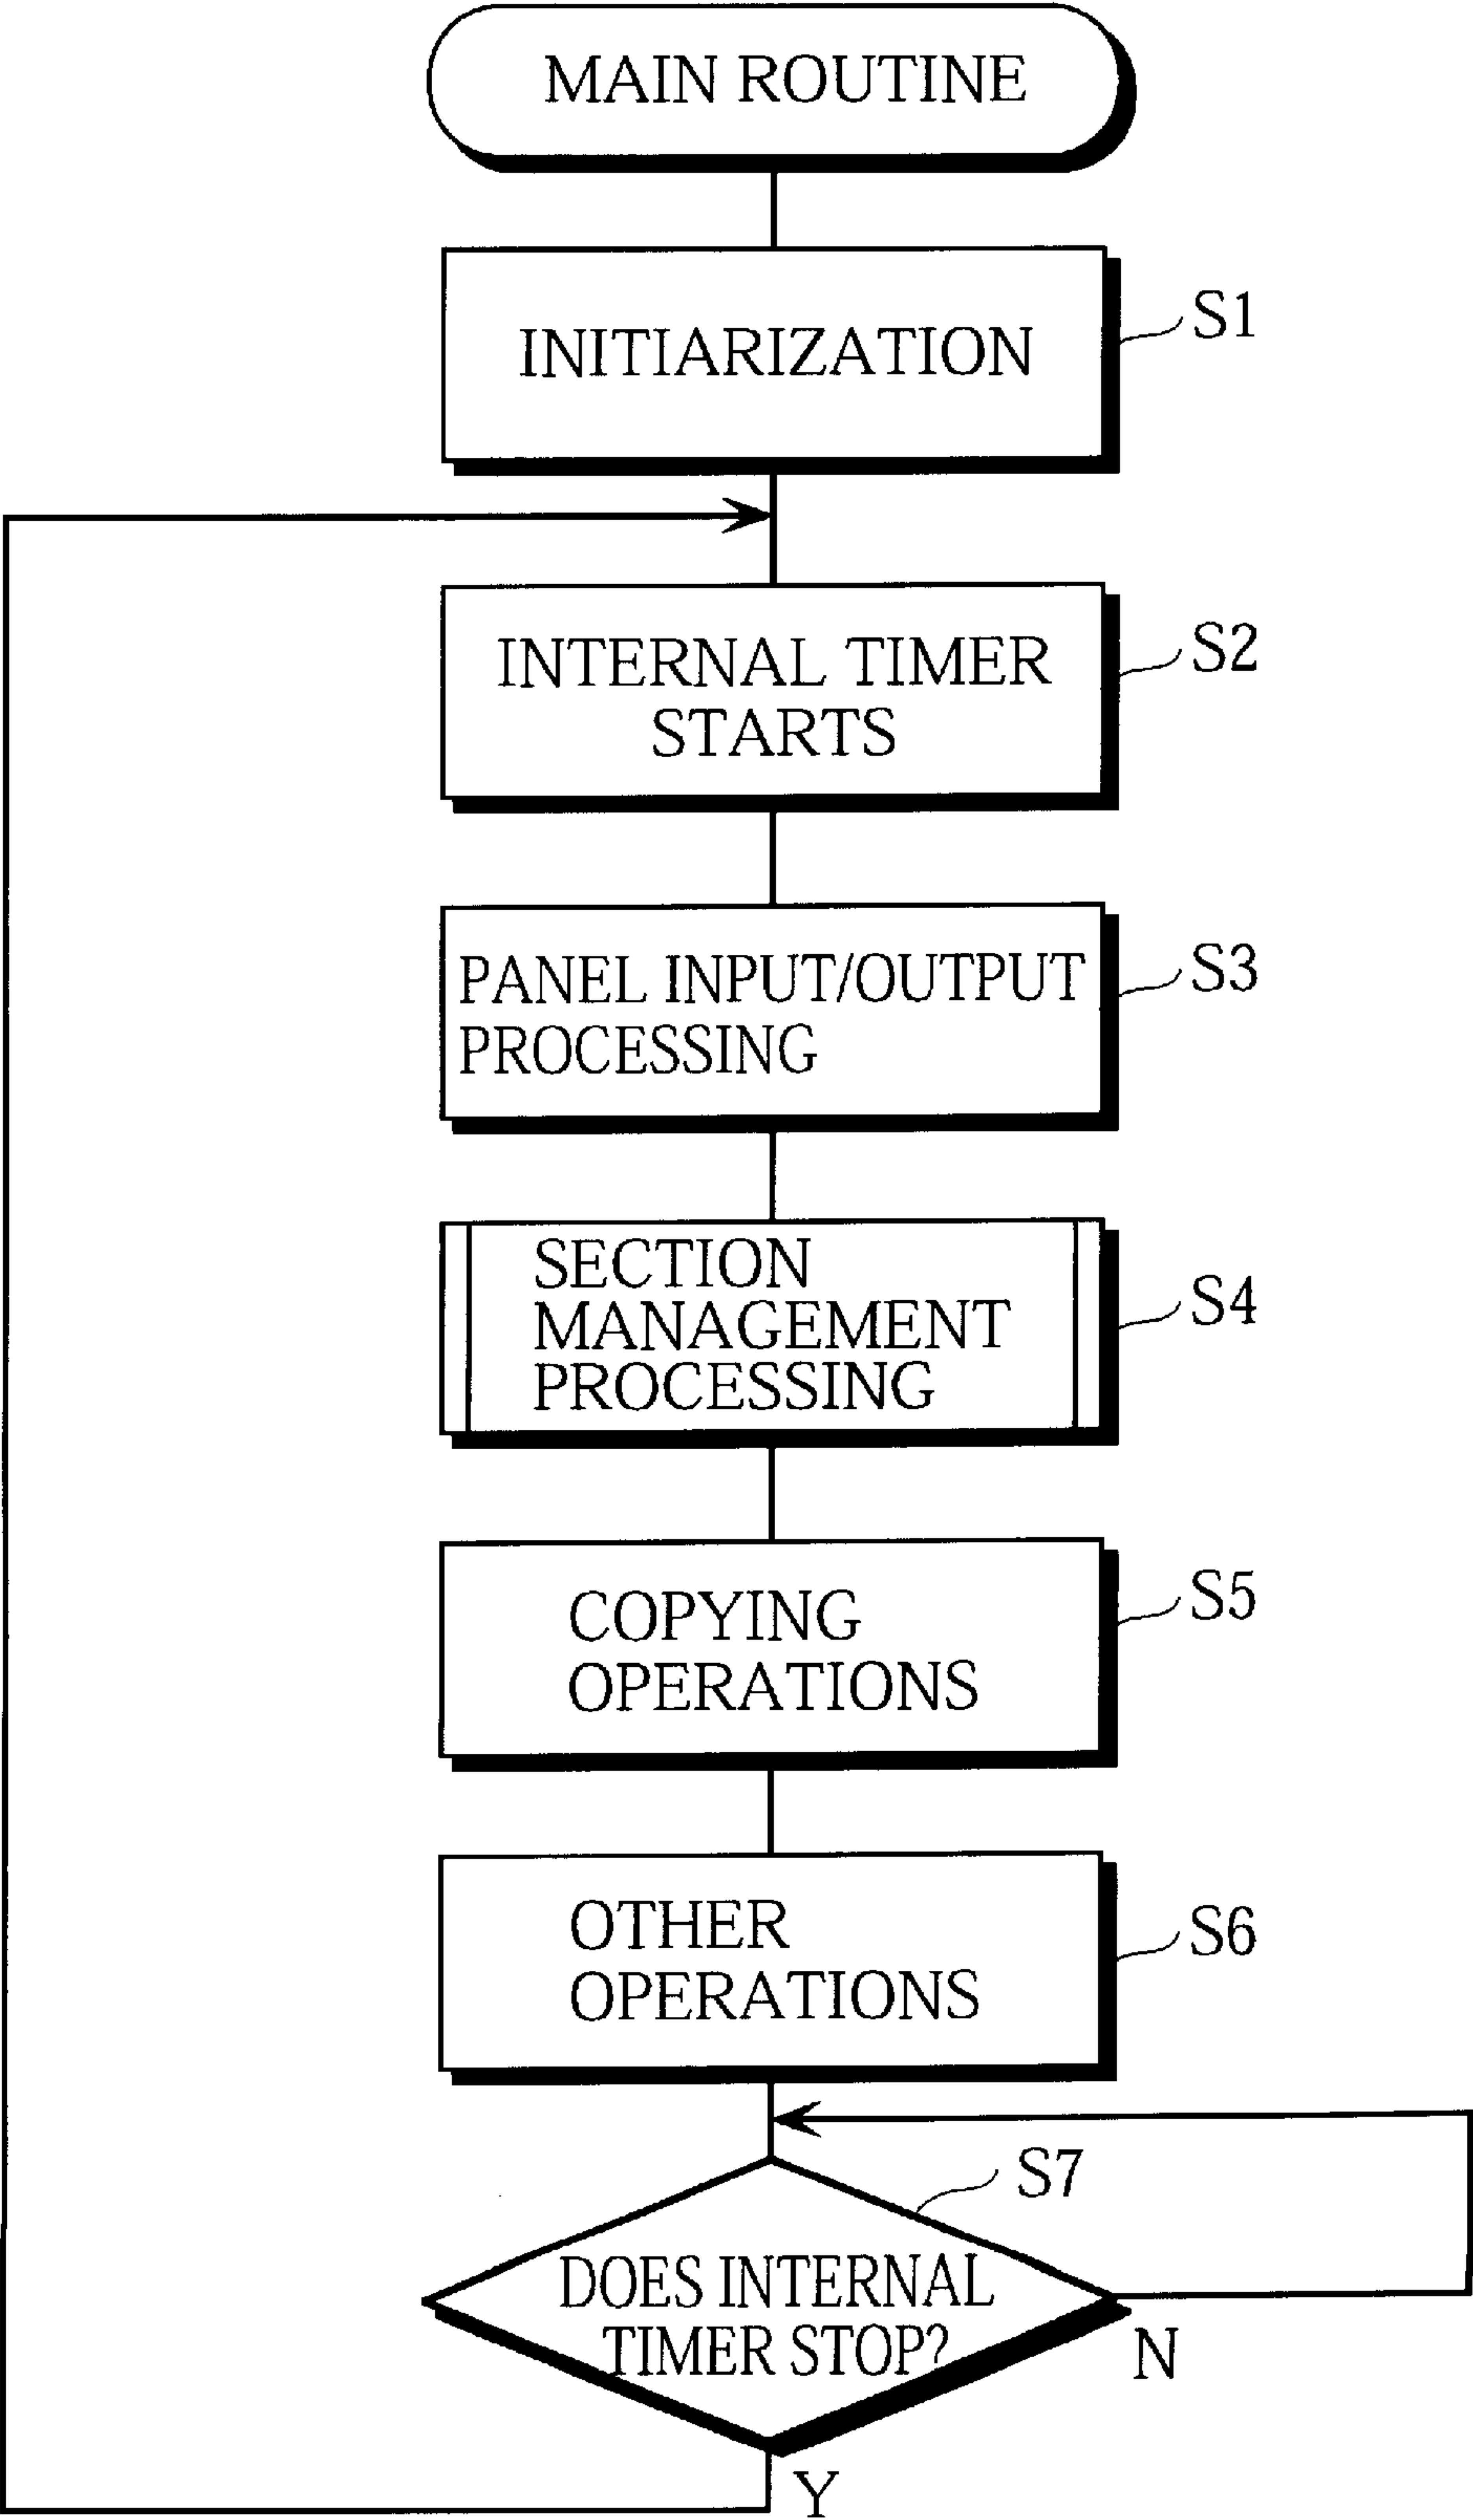 MAIN ROUTINE
INITIARIZATION
S1
INTERNAL TIMER
STARTS
S2
PANEL INPUT/OUTPUT
PROCESSING
S3
SECTION
MANAGEMENT
PROCESSING
S4
COPYING
OPERATIONS
S5
OTHER
OPERATIONS
S6
S7
DOES INTERNAL
TIMER STOP?
N
Y